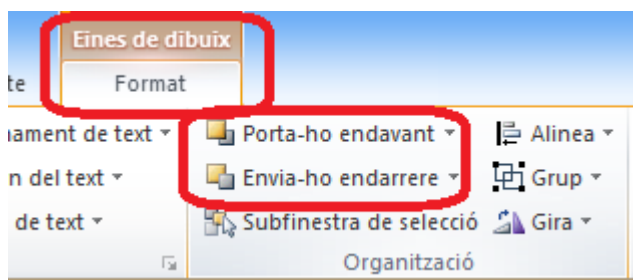 Eines de dibuix
te Format
nament de text
Porta-ho endavant
Alinea
n del text
Envia-ho endarrere
Grup
de text
Subfinestra de selecció
Gira
Organització